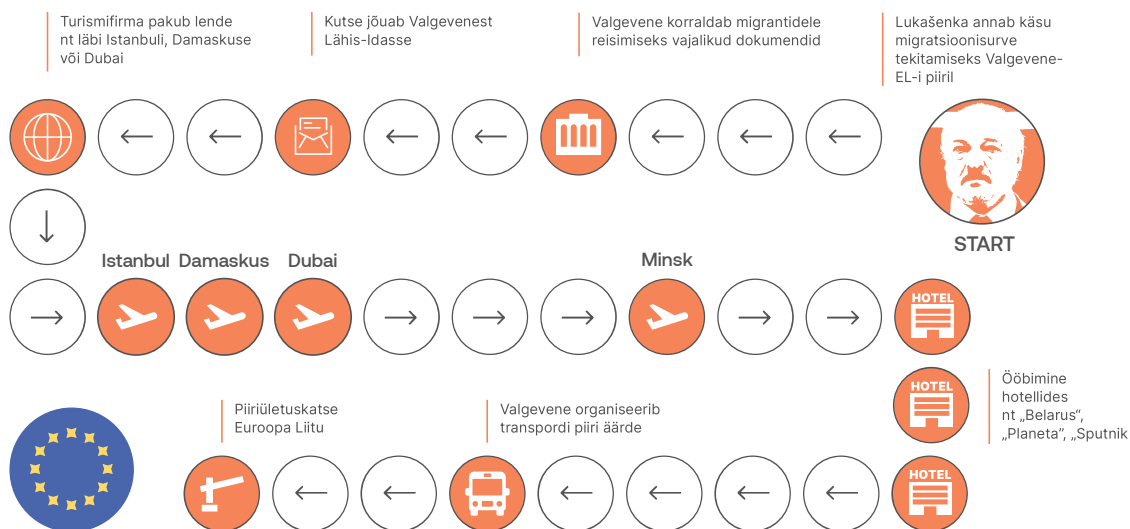 Turismifirma pakub lende
nt läbi Istanbuli, Damaskuse
või Dubai
Kutse jõuab Valgevenest
Lähis-Idasse
Valgevene korraldab migrantidele
reisimiseks vajalikud dokumendid
Lukašenka annab käsu
migratsioonisurve
tekitamiseks Valgevene-
EL-i piiril
START
Istanbul
Damaskus
Dubai
Minsk
HOTEL
HOTEL
Ööbimine
hotellides
nt „Belarus“,
„Planeta”, „Sputnik
Piiriületuskatse
Euroopa Liitu
Valgevene organiseerib
transpordi piiri äärde
HOTEL